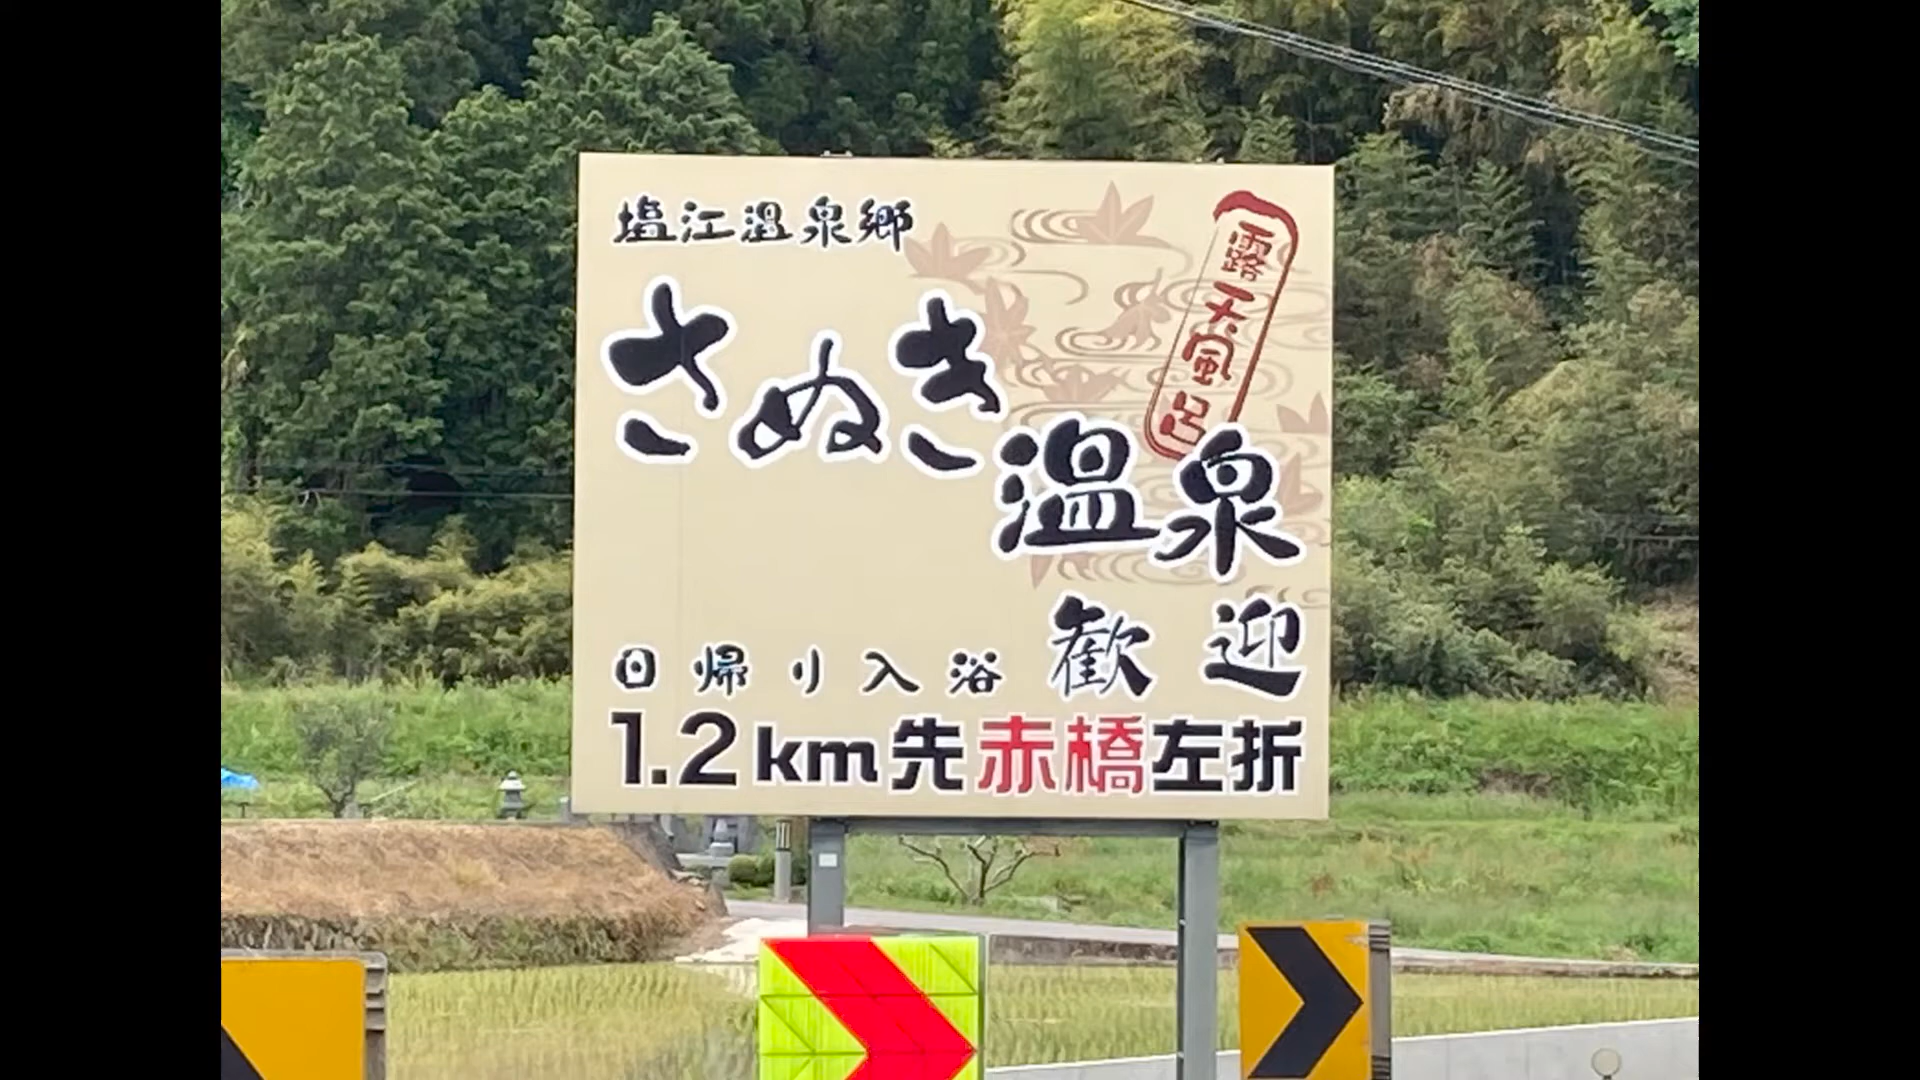 塩江温泉郷
露天風呂
さぬき温泉
日帰り入浴 歓迎
1.2km先赤橋左折